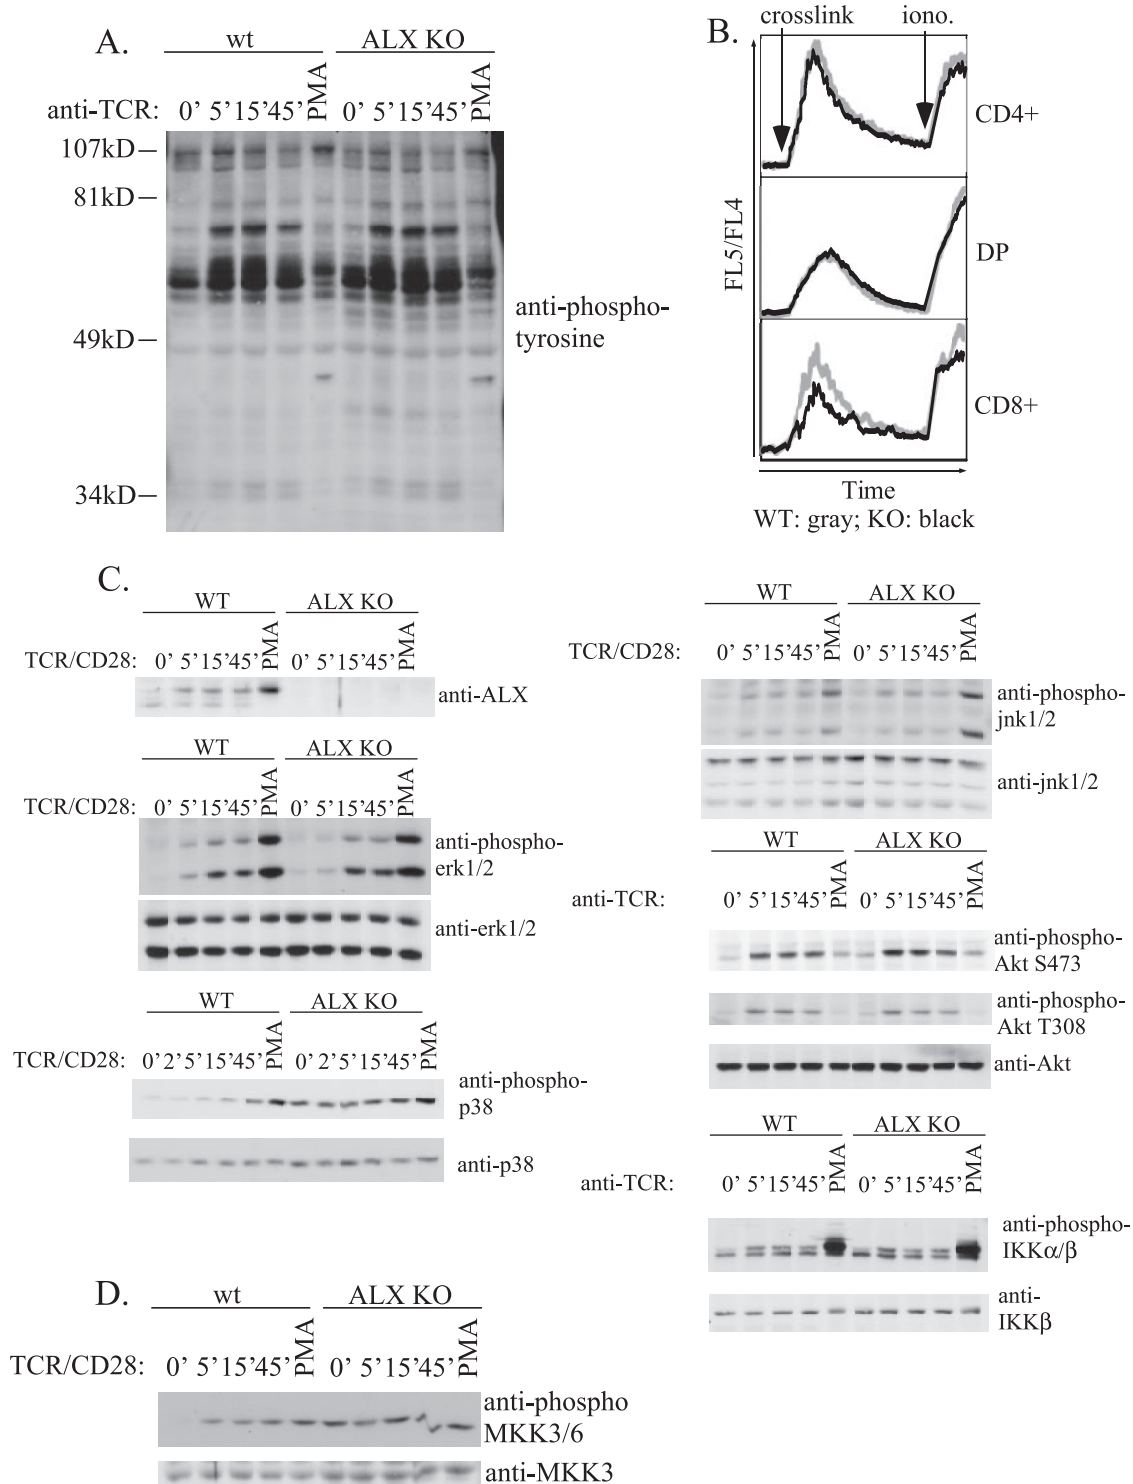 A.
wt ALX KO
anti-TCR: 0’ 5’ 15’ 45’ PMA 0’ 5’ 15’ 45’ PMA
107kD
81kD
49kD
34kD
anti-phospho-
tyrosine
B.
crosslink iono.
FL5/FL4
CD4+
DP
CD8+
Time
WT: gray; KO: black
C.
WT ALX KO
TCR/CD28: 0’ 5’ 15’ 45’ PMA 0’ 5’ 15’ 45’ PMA
anti-ALX
WT ALX KO
TCR/CD28: 0’ 5’ 15’ 45’ PMA 0’ 5’ 15’ 45’ PMA
anti-phospho-
erk1/2
anti-erk1/2
WT ALX KO
TCR/CD28: 0’ 2’ 5’ 15’ 45’ PMA 0’ 2’ 5’ 15’ 45’ PMA
anti-phospho-
p38
anti-p38
WT ALX KO
TCR/CD28: 0’ 5’ 15’ 45’ PMA 0’ 5’ 15’ 45’ PMA
anti-phospho-
jnk1/2
anti-jnk1/2
WT ALX KO
anti-TCR: 0’ 5’ 15’ 45’ PMA 0’ 5’ 15’ 45’ PMA
anti-phospho-
Akt S473
anti-phospho-
Akt T308
anti-Akt
WT ALX KO
anti-TCR: 0’ 5’ 15’ 45’ PMA 0’ 5’ 15’ 45’ PMA
anti-phospho-
IKKα/β
anti-
IKKβ
D.
wt ALX KO
TCR/CD28: 0’ 5’ 15’ 45’ PMA 0’ 5’ 15’ 45’ PMA
anti-phospho
MKK3/6
anti-MKK3